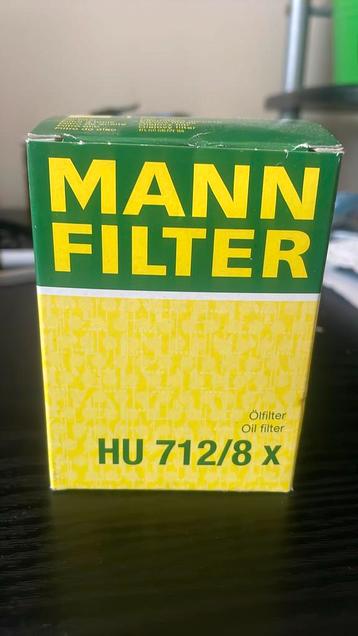 MANN
FILTER
Ölfilter
Oil filter
HU 712/8 x